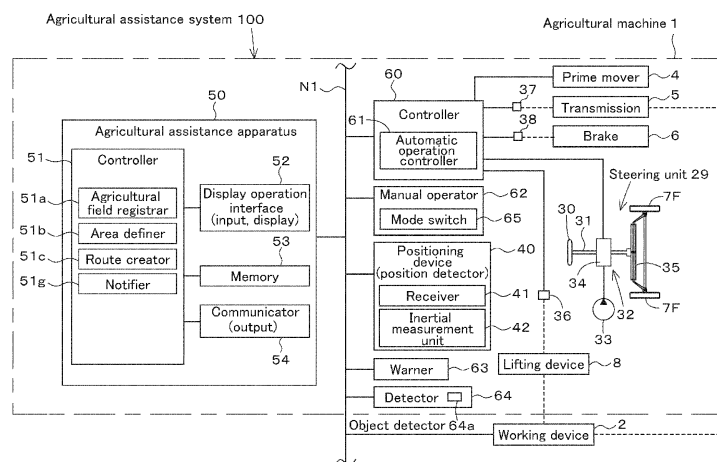 Agricultural assistance system 100
Agricultural machine 1
N1
50
Agricultural assistance apparatus
51
Controller
51a
Agricultural
field registrar
51b
Area definer
51c
Route creator
51g
Notifier
52
Display operation
interface
(input, display)
53
Memory
Communicator
(output)
54
60
Controller
61
Automatic
operation
controller
Prime mover
4
37
Transmission
5
38
Brake
6
Manual operator
62
Mode switch
65
Positioning
device
(position detector)
40
Receiver
41
Inertial
measurement
unit
42
Steering unit 29
7F
30
31
34
35
32
7F
33
36
Lifting device
8
Warner
63
Detector
64
Object detector 64a
Working device
2